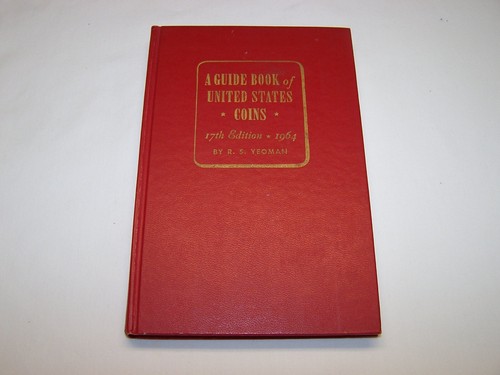 A GUIDE BOOK of
UNITED STATES
* COINS *
17th Edition • 1964
BY R. S. YEOMAN